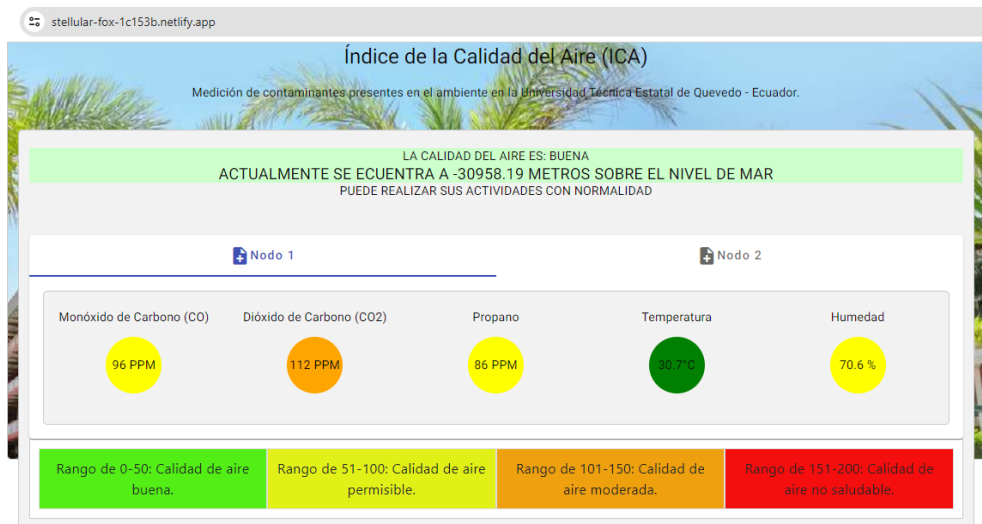 stellular-fox-1c153b.netlify.app
Índice de la Calidad del Aire (ICA)
Medición de contaminantes presentes en el ambiente en la Universidad Técnica Estatal de Quevedo - Ecuador.
LA CALIDAD DEL AIRE ES: BUENA
ACTUALMENTE SE ECUENTRA A -30958.19 METROS SOBRE EL NIVEL DE MAR
PUEDE REALIZAR SUS ACTIVIDADES CON NORMALIDAD
Nodo 1
Nodo 2
Monóxido de Carbono (CO)
Dióxido de Carbono (CO2)
Propano
Temperatura
Humedad
96 PPM
112 PPM
86 PPM
30.7°C
70.6 %
Rango de 0-50: Calidad de aire
buena.
Rango de 51-100: Calidad de aire
permisible.
Rango de 101-150: Calidad de
aire moderada.
Rango de 151-200: Calidad de
aire no saludable.